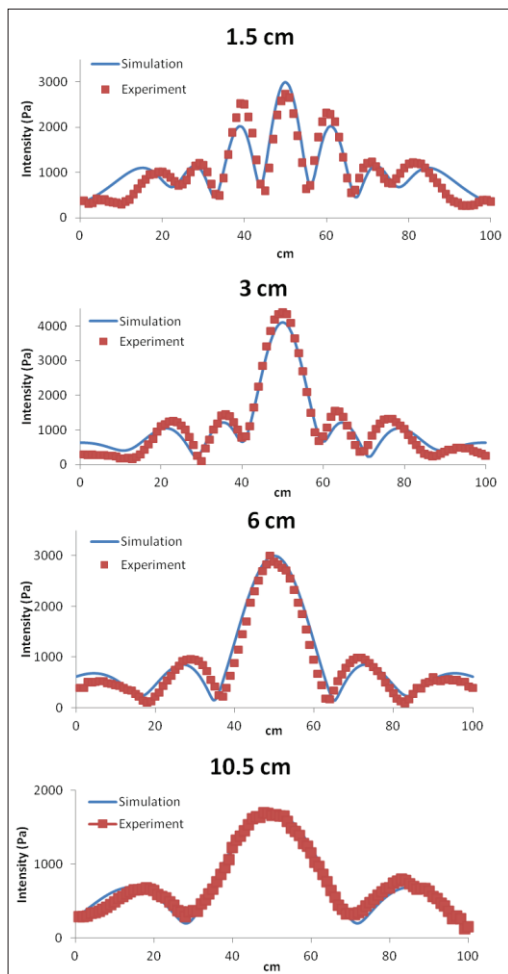 1.5 cm
Simulation
Experiment
Intensity (Pa)
3000
2000
1000
0
0 20 40 60 80 100
cm
3 cm
Simulation
Experiment
Intensity (Pa)
4000
3000
2000
1000
0
0 20 40 60 80 100
cm
6 cm
Simulation
Experiment
Intensity (Pa)
3000
2000
1000
0
0 20 40 60 80 100
cm
10.5 cm
Simulation
Experiment
Intensity (Pa)
2000
1000
0
0 20 40 60 80 100
cm